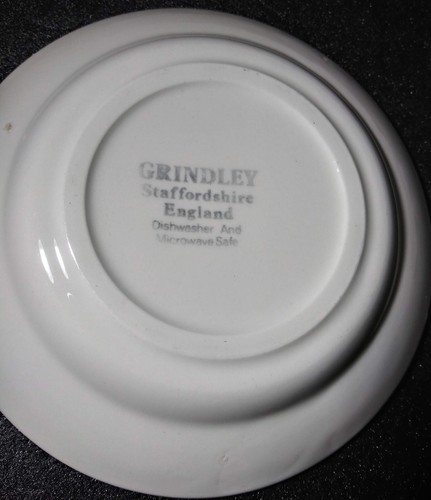 GRINDLEY
Staffordshire
England
Dishwasher And
Microwave Safe